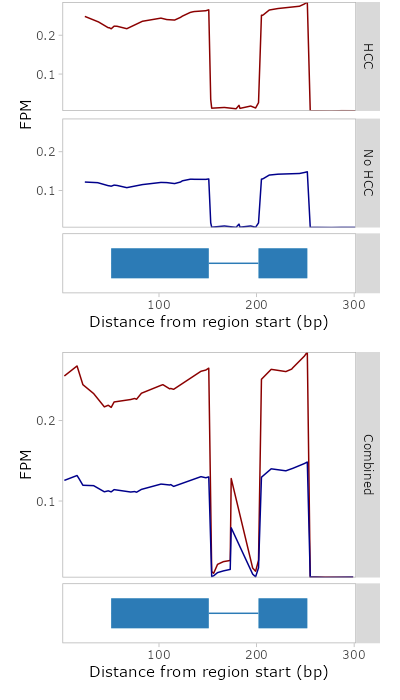 0.2
0.1
HCC
FPM
0.2
0.1
No HCC
100 200 300
Distance from region start (bp)
0.2
0.1
FPM
Combined
100 200 300
Distance from region start (bp)